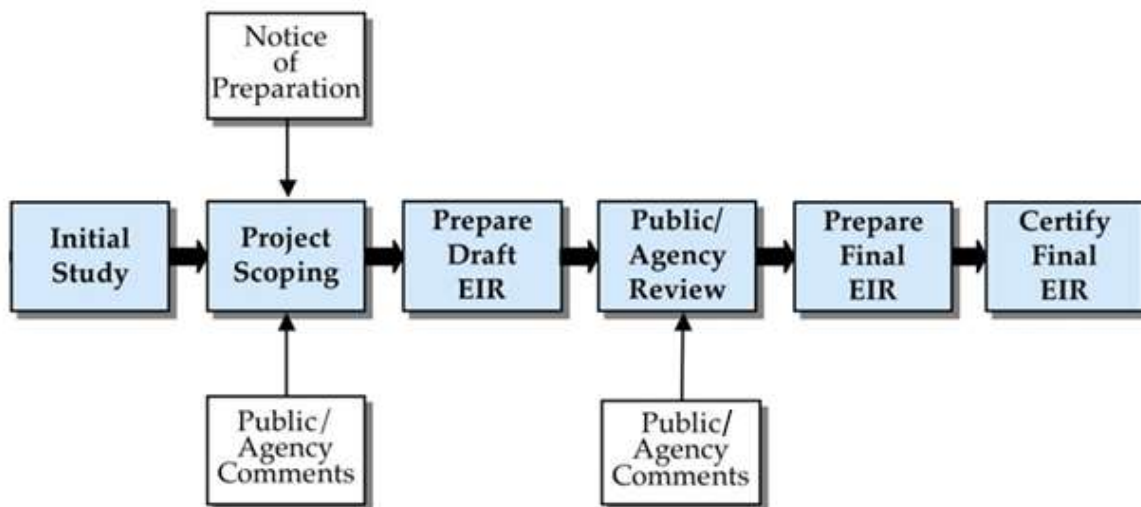 Notice
of
Preparation
Initial
Study
Project
Scoping
Prepare
Draft
EIR
Public/
Agency
Review
Prepare
Final
EIR
Certify
Final
EIR
Public/
Agency
Comments
Public/
Agency
Comments